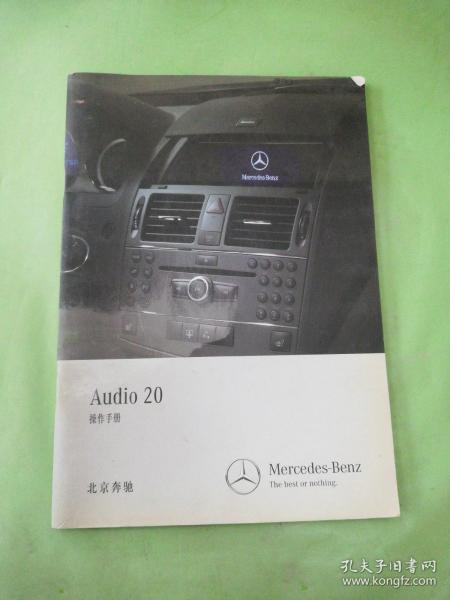 Mercedes-Benz
Audio 20
操作手册
北京奔驰
Mercedes-Benz
The best or nothing.
孔夫子旧书网
www.kongfz.com